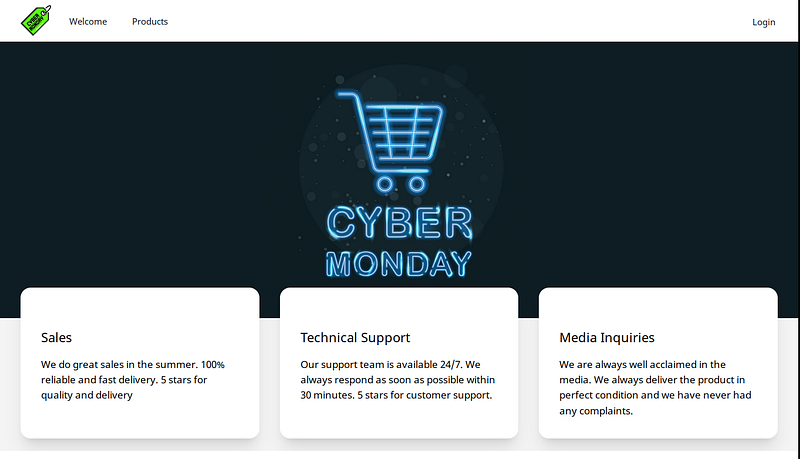 CYBER
MONDAY
Welcome
Products
Login
CYBER
MONDAY
Sales
We do great sales in the summer. 100%
reliable and fast delivery. 5 stars for
quality and delivery
Technical Support
Our support team is available 24/7. We
always respond as soon as possible within
30 minutes. 5 stars for customer support.
Media Inquiries
We are always well acclaimed in the
media. We always deliver the product in
perfect condition and we have never had
any complaints.